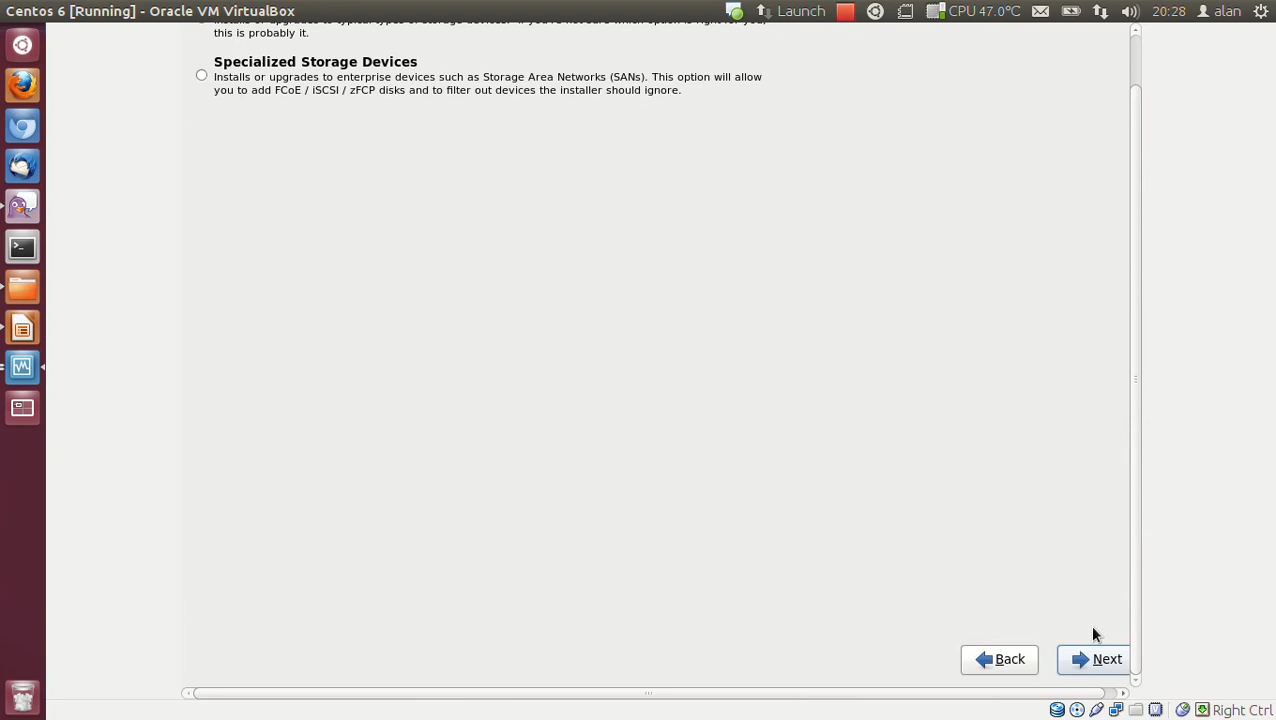 Centos 6 [Running] - Oracle VM VirtualBox
Launch
CPU 47.0°C
20:28
alan
this is probably it.
Specialized Storage Devices
Installs or upgrades to enterprise devices such as Storage Area Networks (SANs). This option will allow
you to add FCoE / iSCSI / zFCP disks and to filter out devices the installer should ignore.
Back
Next
Right Ctrl